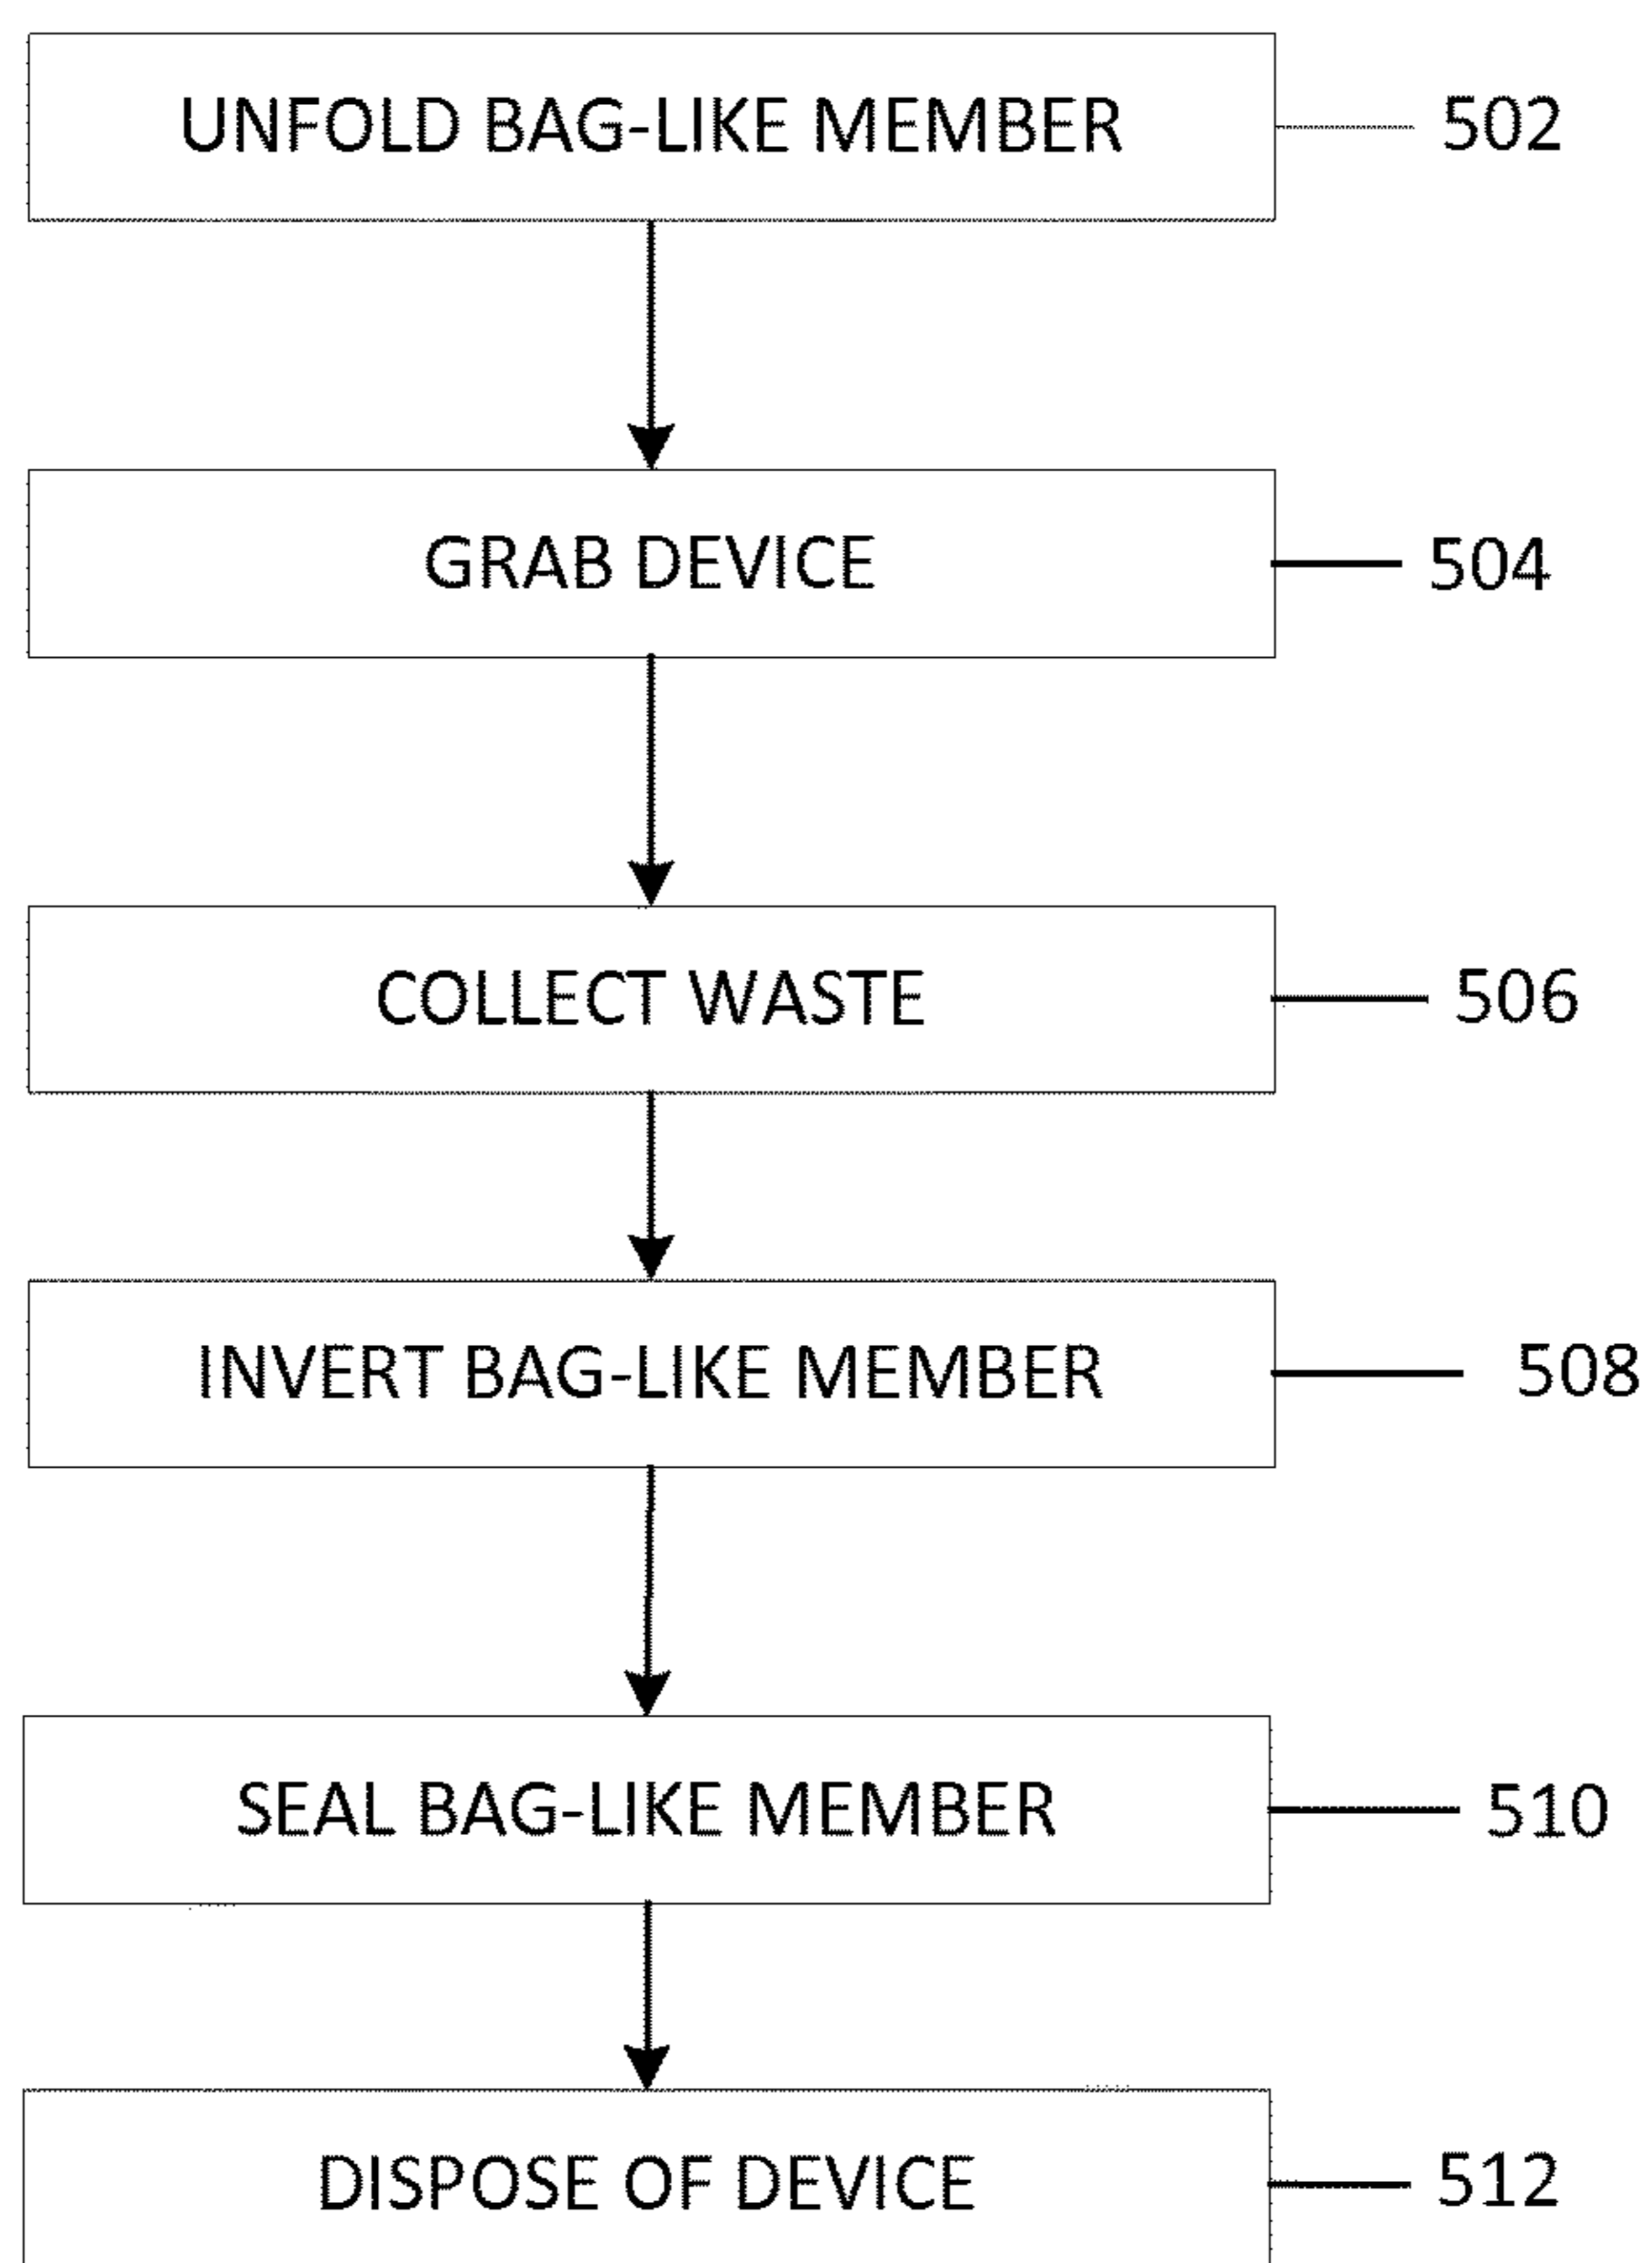 UNFOLD BAG-LIKE MEMBER 502
GRAB DEVICE 504
COLLECT WASTE 506
INVERT BAG-LIKE MEMBER 508
SEAL BAG-LIKE MEMBER 510
DISPOSE OF DEVICE 512